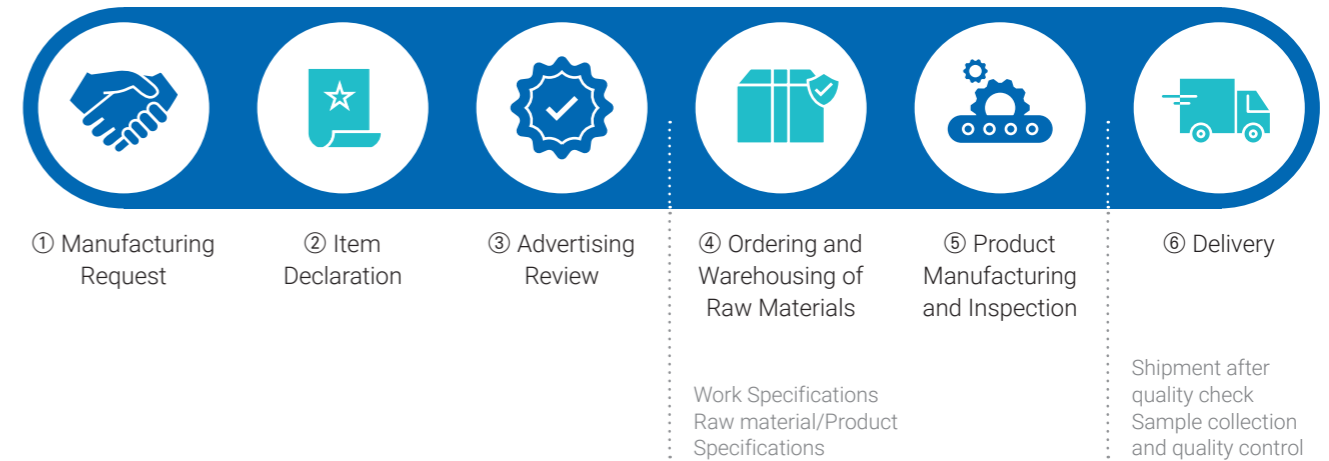 ① Manufacturing
Request
② Item
Declaration
③ Advertising
Review
④ Ordering and
Warehousing of
Raw Materials
⑤ Product
Manufacturing
and Inspection
⑥ Delivery
Work Specifications
Raw material/Product
Specifications
Shipment after
quality check
Sample collection
and quality control